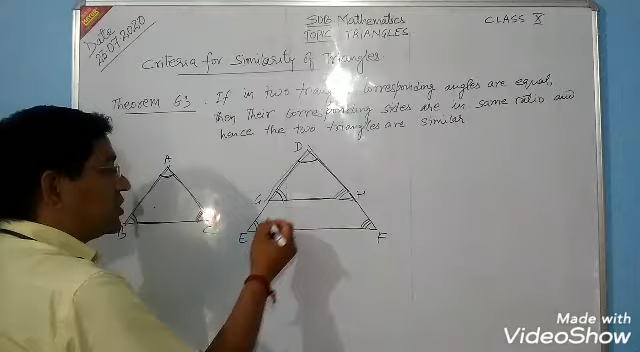 Date
25.07.2020
SUB Mathematics
TOPIC TRIANGLES
CLASS X
Criteria for Similarity of Triangles.
Theorem 6.3. If in two corresponding angles are equal,
then their corresponding sides are in same ratio and
hence the two triangles are similar
A
D
G H
B C
E F
Made with
VideoShow